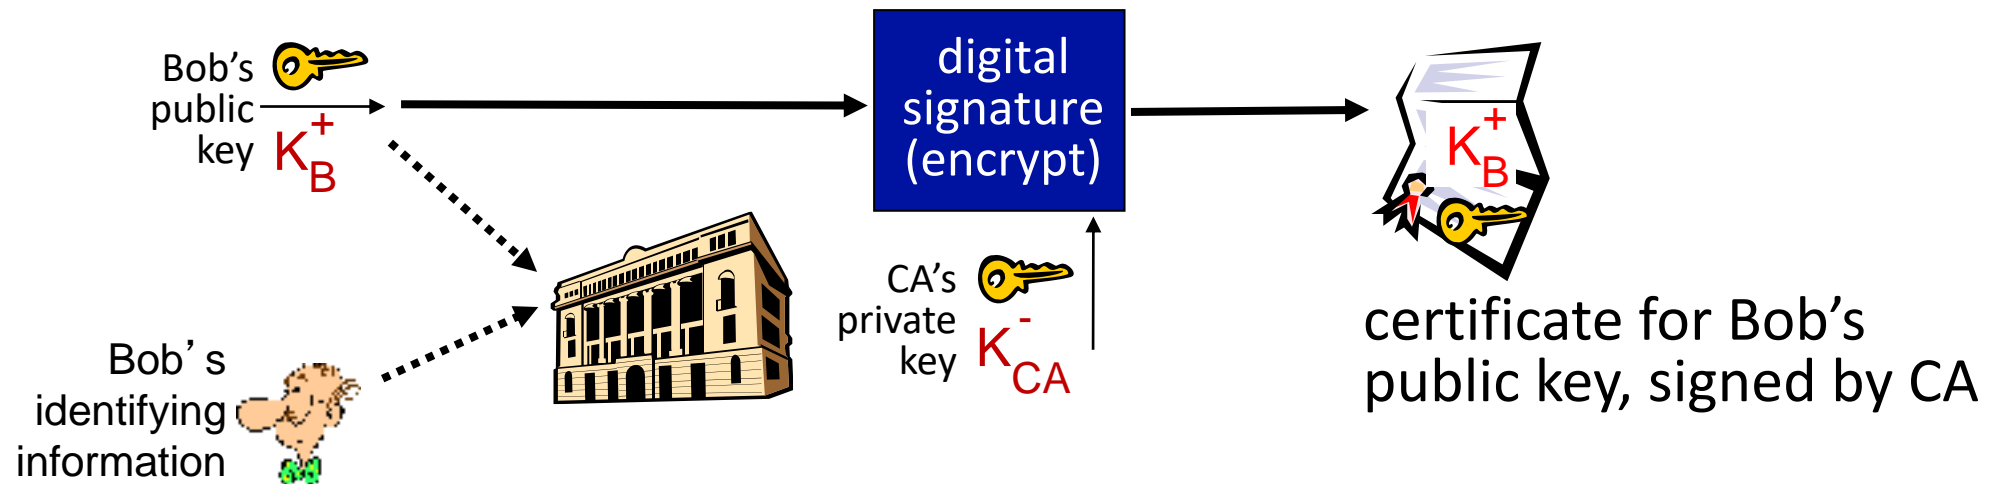 Bob's
public
key
K+B
digital
signature
(encrypt)
K+B
CA's
private
key
K-CA
certificate for Bob's
public key, signed by CA
Bob's
identifying
information